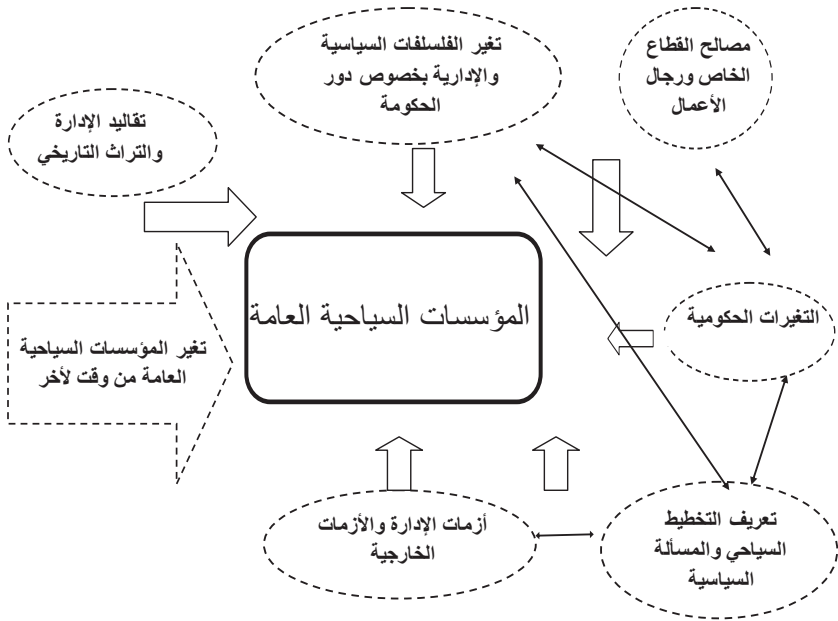 مصالح القطاع
الخاص ورجال
الأعمال
تغير الفلسفات السياسية
والإدارية بخصوص دور
الحكومة
تقاليد الإدارة
والتراث التاريخي
المؤسسات السياحية العامة
التغيرات الحكومية
تغير المؤسسات السياحية
العامة من وقت لأخر
تعريف التخطيط
السياحي والمسألة
السياسية
أزمات الإدارة والأزمات
الخارجية